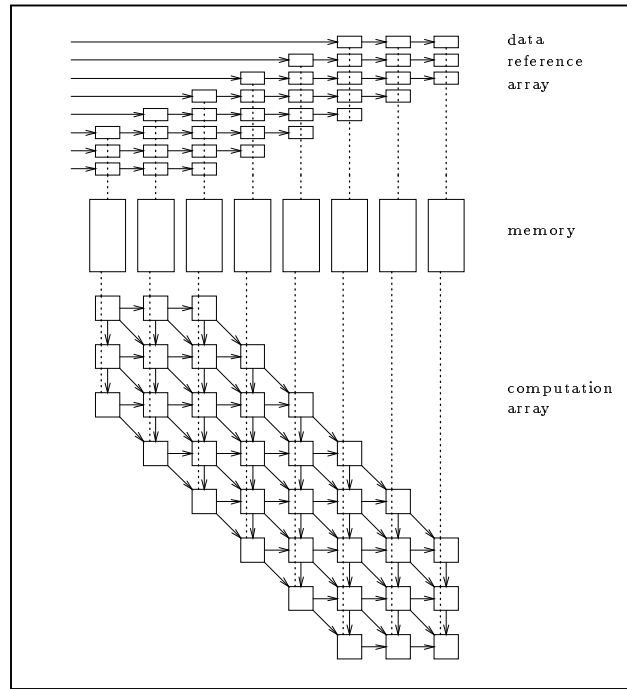 data
reference
array
memory
computation
array